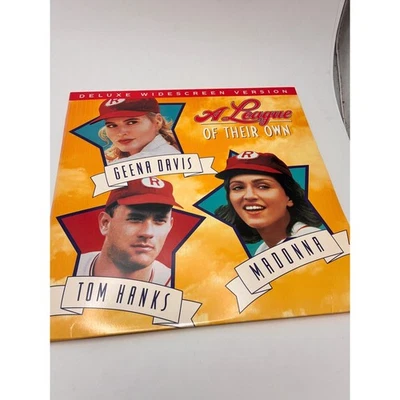 DELUXE WIDESCREEN VERSION
A League
OF THEIR OWN
R
GEENA DAVIS
R
R
TOM HANKS
MADONNA